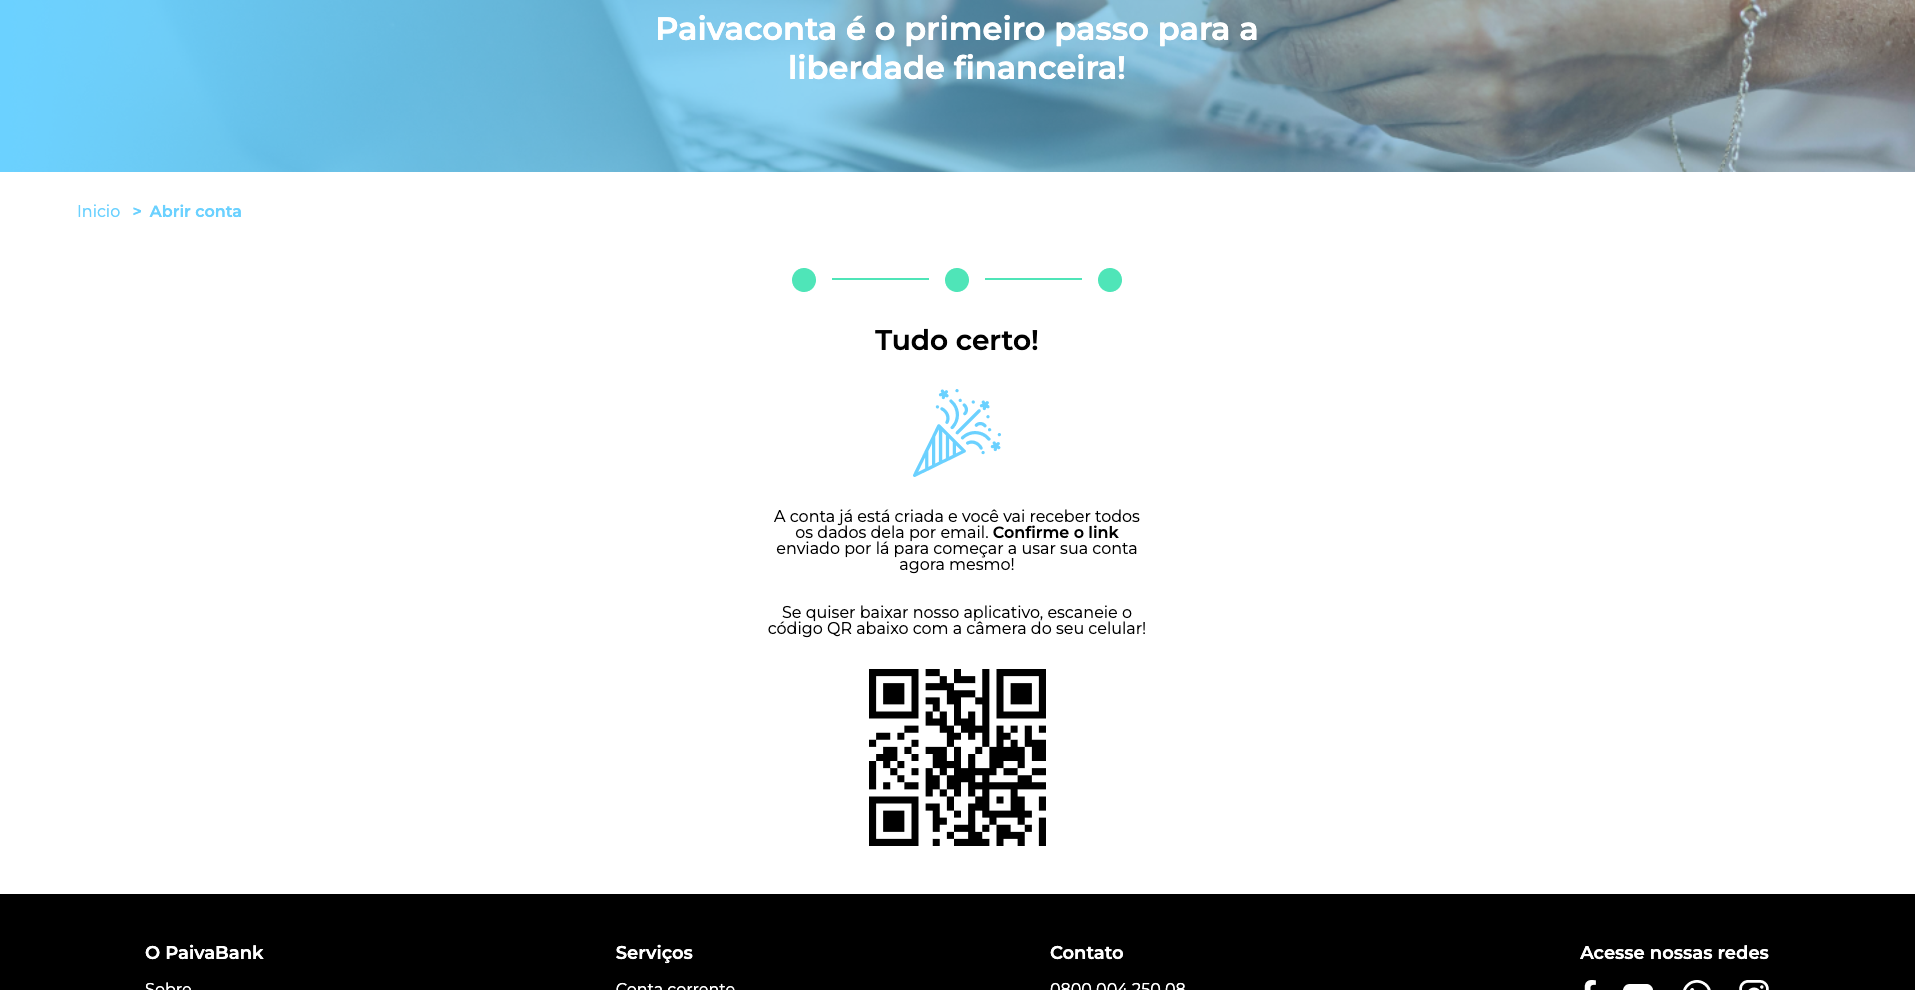 Paivaconta é o primeiro passo para a
liberdade financeira!
Inicio > Abrir conta
Tudo certo!
A conta já está criada e você vai receber todos
os dados dela por email. Confirme o link
enviado por lá para começar a usar sua conta
agora mesmo!
Se quiser baixar nosso aplicativo, escaneie o
código QR abaixo com a câmera do seu celular!
O PaivaBank
Serviços
Contato
Acesse nossas redes
Sobre
Conta corrente
0800 004 250 08